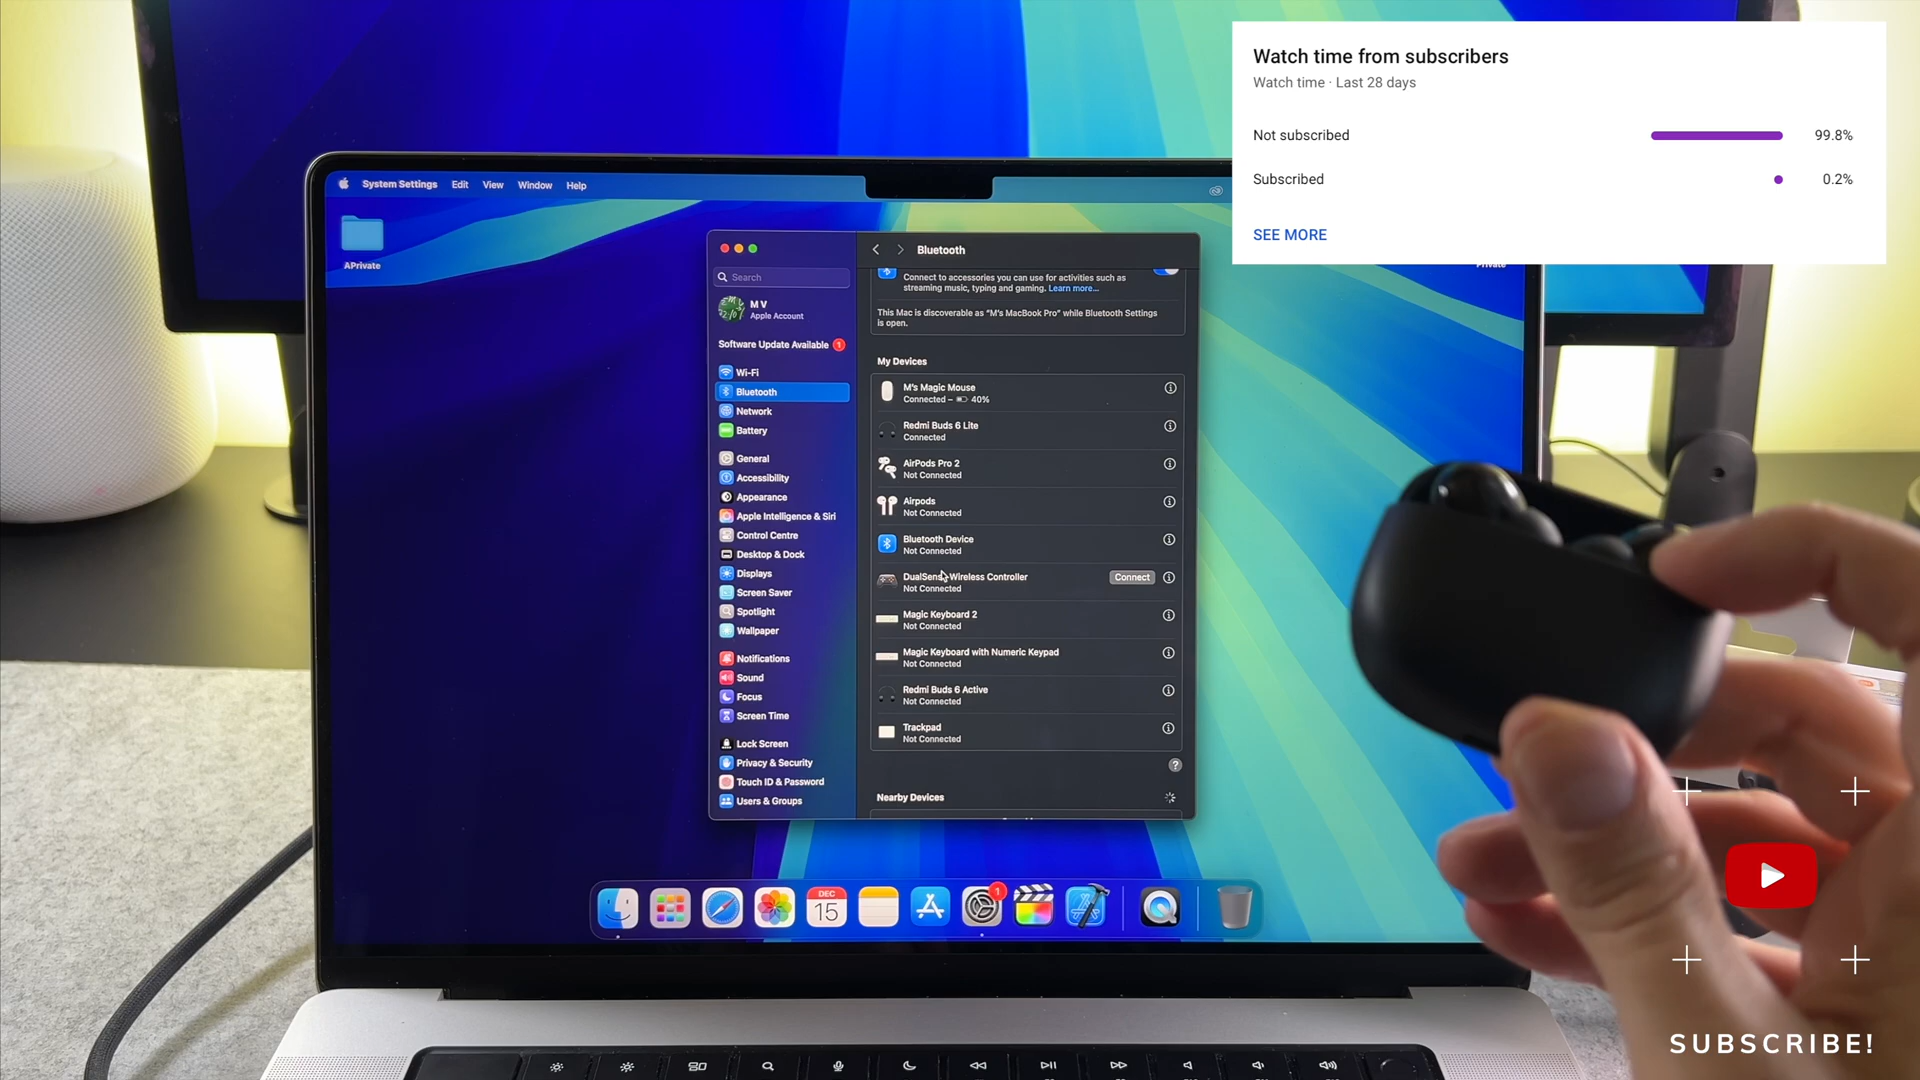 Watch time from subscribers
Watch time · Last 28 days
Not subscribed 99.8%
Subscribed 0.2%
SEE MORE
System Settings Edit View Window Help
APrivate
Private
Bluetooth
Search
M V
Apple Account
Software Update Available 1
Wi-Fi
Bluetooth
Network
Battery
General
Accessibility
Appearance
Apple Intelligence & Siri
Control Centre
Desktop & Dock
Displays
Screen Saver
Spotlight
Wallpaper
Notifications
Sound
Focus
Screen Time
Lock Screen
Privacy & Security
Touch ID & Password
Users & Groups
Connect to accessories you can use for activities such as
streaming music, typing and gaming. Learn more...
This Mac is discoverable as “M’s MacBook Pro” while Bluetooth Settings
is open.
My Devices
M’s Magic Mouse
Connected – 40%
Redmi Buds 6 Lite
Connected
AirPods Pro 2
Not Connected
Airpods
Not Connected
Bluetooth Device
Not Connected
DualSense Wireless Controller Connect
Not Connected
Magic Keyboard 2
Not Connected
Magic Keyboard with Numeric Keypad
Not Connected
Redmi Buds 6 Active
Not Connected
Trackpad
Not Connected
?
Nearby Devices
DEC
15
1
SUBSCRIBE!